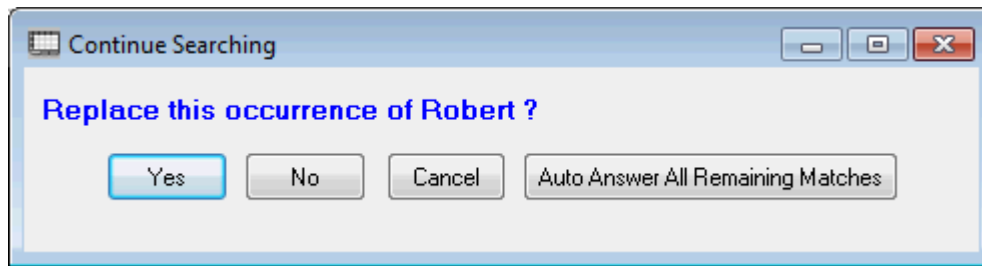 Continue Searching
Replace this occurrence of Robert ?
Yes No Cancel Auto Answer All Remaining Matches